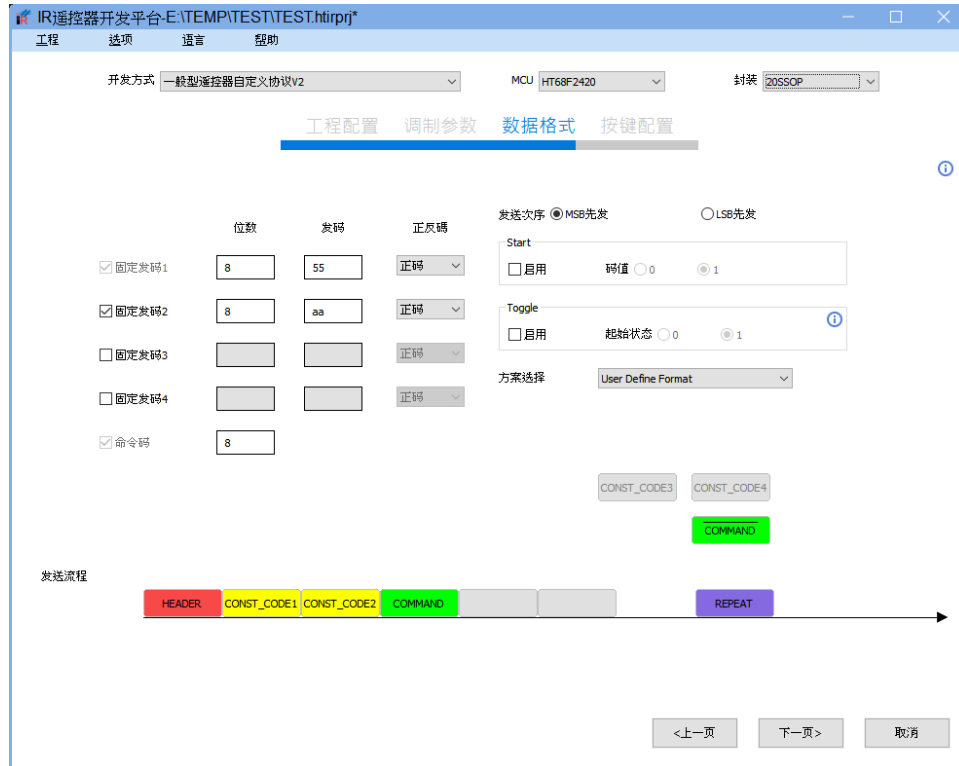 IR遥控器开发平台-E:\TEMP\TEST\TEST.htirprj*
工程 选项 语言 帮助
开发方式 一般型遥控器自定义协议V2 MCU HT68F2420 封装 20SSOP
工程配置 调制参数 数据格式 按键配置
发送次序 MSB先发 LSB先发
位数 发码 正反碼
Start
固定发码1 8 55 正码
启用 码值 0 1
固定发码2 8 aa 正码
Toggle
启用 起始状态 0 1
固定发码3 正码
方案选择 User Define Format
固定发码4 正码
命令码 8
CONST_CODE3 CONST_CODE4
COMMAND
发送流程
HEADER CONST_CODE1 CONST_CODE2 COMMAND REPEAT
<上一页 下一页> 取消